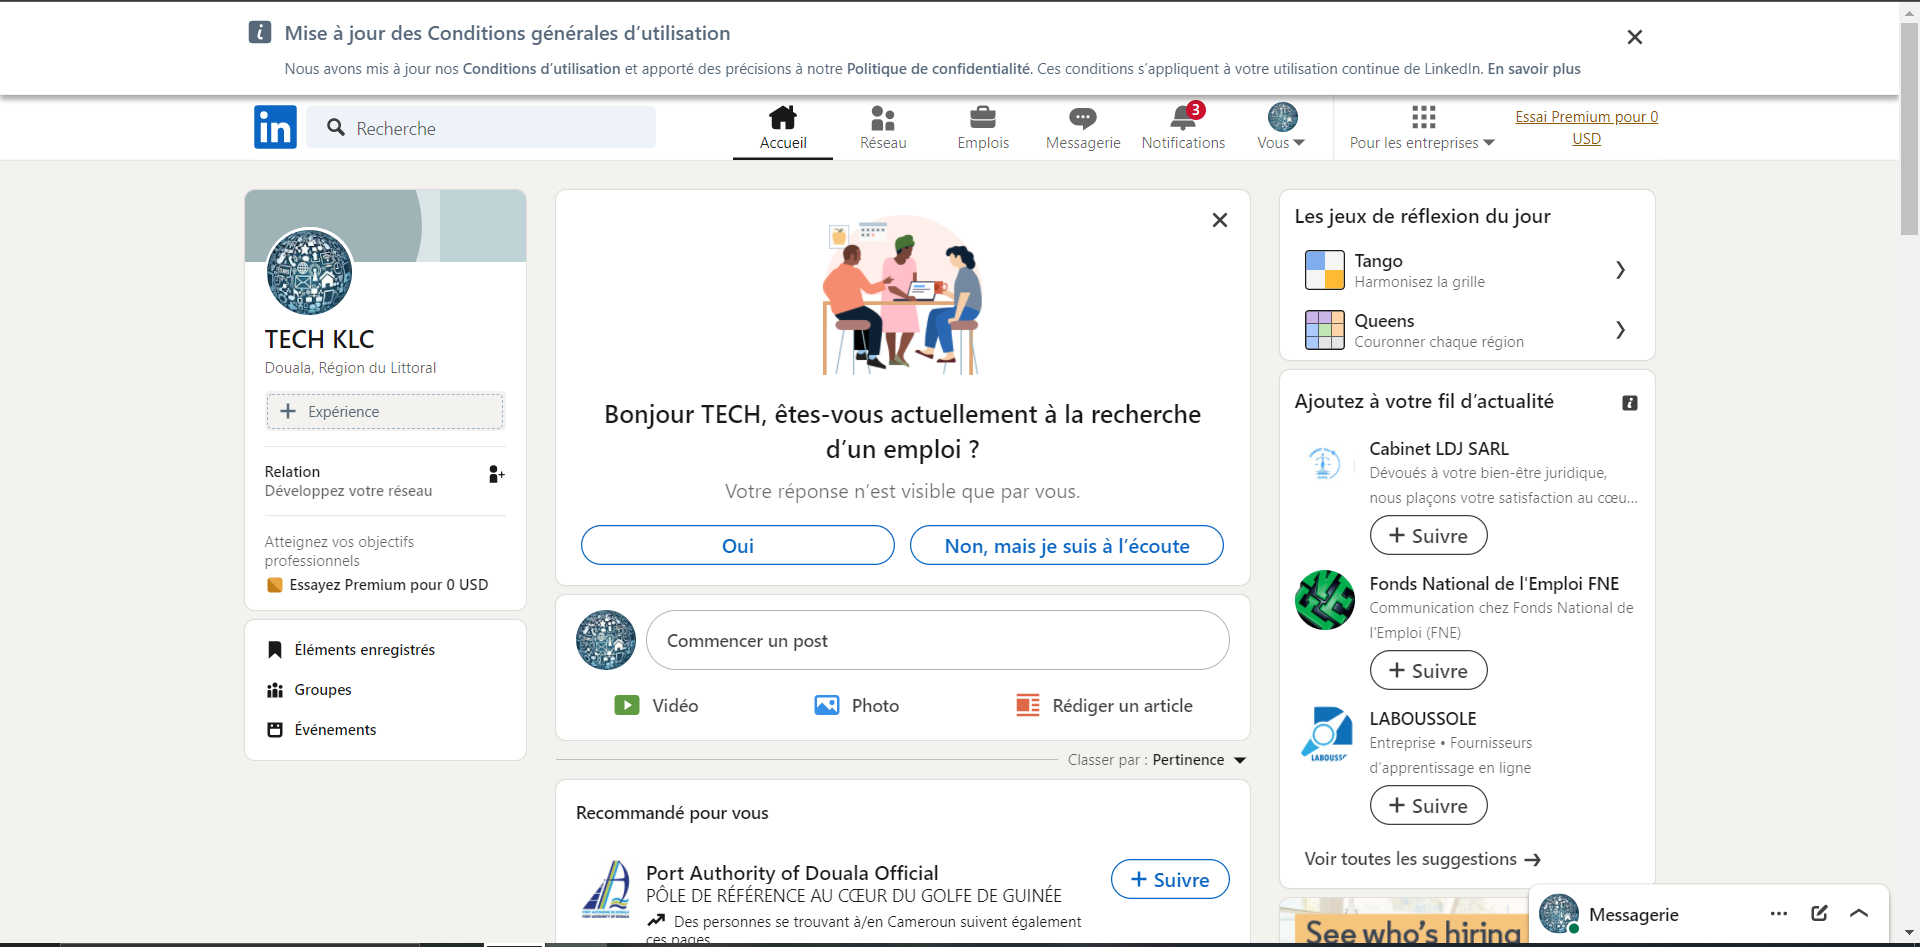 Mise à jour des Conditions générales d’utilisation
Nous avons mis à jour nos Conditions d’utilisation et apporté des précisions à notre Politique de confidentialité. Ces conditions s’appliquent à votre utilisation continue de LinkedIn. En savoir plus
in
Recherche
Accueil
Réseau
Emplois
Messagerie
3
Notifications
Vous
Pour les entreprises
Essai Premium pour 0
USD
TECH KLC
Douala, Région du Littoral
+ Expérience
Relation
Développez votre réseau
Atteignez vos objectifs
professionnels
Essayez Premium pour 0 USD
Éléments enregistrés
Groupes
Événements
Bonjour TECH, êtes-vous actuellement à la recherche
d’un emploi ?
Votre réponse n’est visible que par vous.
Oui
Non, mais je suis à l’écoute
Commencer un post
Vidéo
Photo
Rédiger un article
Classer par : Pertinence
Recommandé pour vous
Port Authority of Douala Official
PÔLE DE RÉFÉRENCE AU CŒUR DU GOLFE DE GUINÉE
Des personnes se trouvant à/en Cameroun suivent également
ces pages
+ Suivre
Les jeux de réflexion du jour
Tango
Harmonisez la grille
Queens
Couronner chaque région
Ajoutez à votre fil d’actualité
Cabinet LDJ SARL
Dévoués à votre bien-être juridique,
nous plaçons votre satisfaction au cœu...
+ Suivre
Fonds National de l'Emploi FNE
Communication chez Fonds National de
l'Emploi (FNE)
+ Suivre
LABOUSSOLE
Entreprise • Fournisseurs
d’apprentissage en ligne
+ Suivre
Voir toutes les suggestions →
See who's hiring
Messagerie